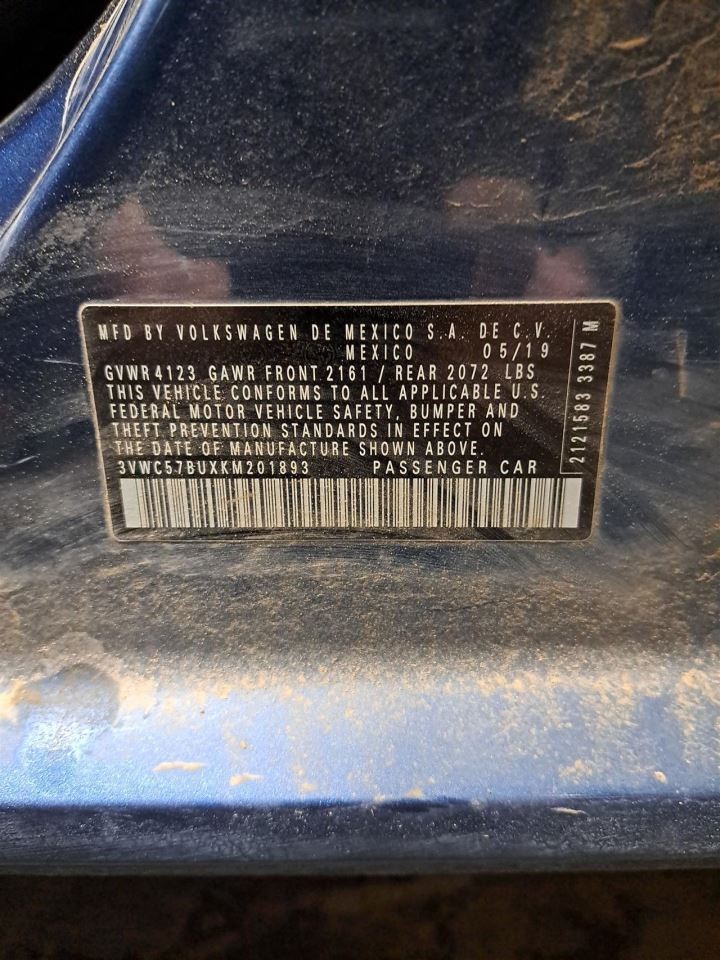 MFD BY VOLKSWAGEN DE MEXICO S.A. DE C.V.
MEXICO 05/19
GVWR 4123 GAWR FRONT 2161 / REAR 2072 LBS
THIS VEHICLE CONFORMS TO ALL APPLICABLE U.S.
FEDERAL MOTOR VEHICLE SAFETY, BUMPER AND
THEFT PREVENTION STANDARDS IN EFFECT ON
THE DATE OF MANUFACTURE SHOWN ABOVE.
3VWC57BUXKM201893 PASSENGER CAR
2121583 3387 M